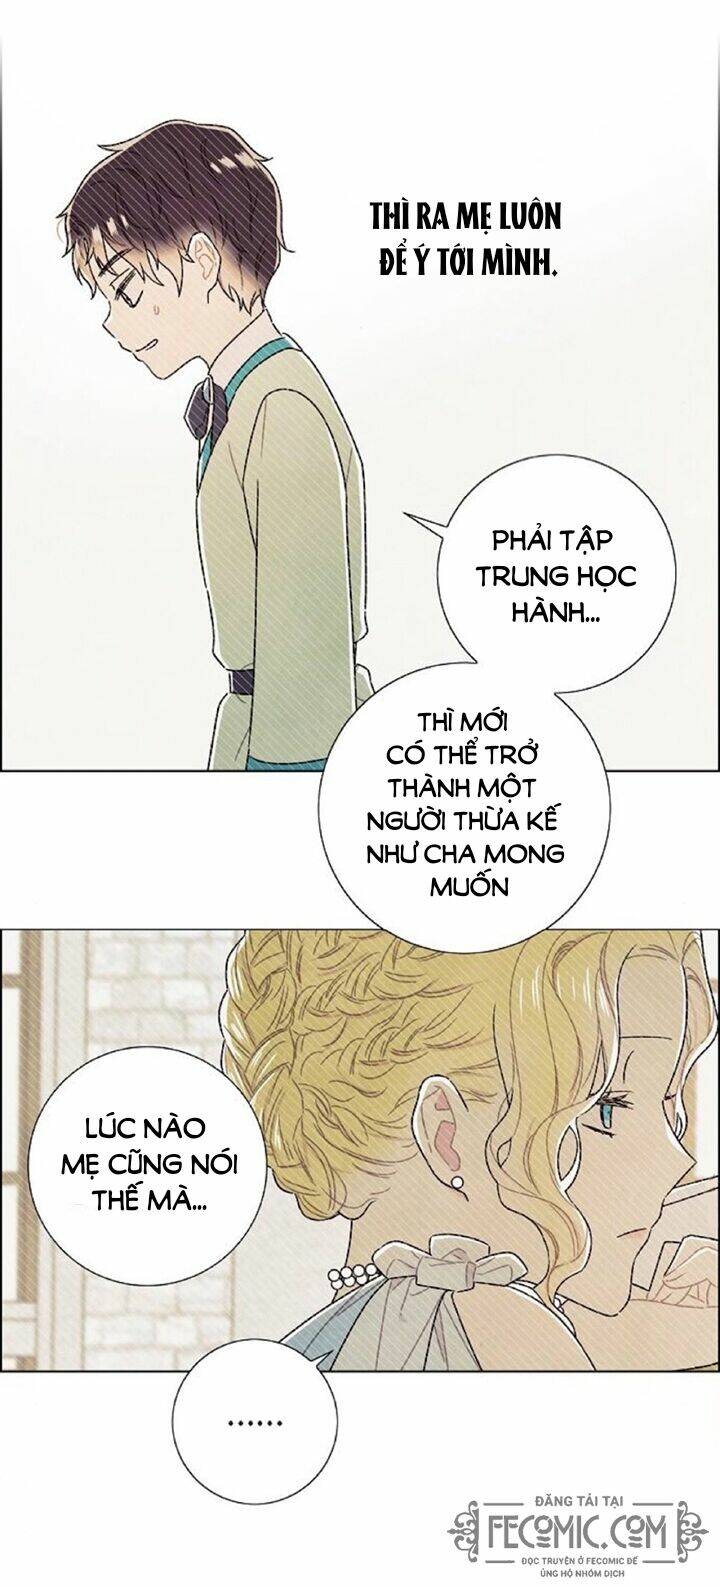 THÌ RA MẸ LUÔN
ĐỂ Ý TỚI MÌNH.
PHẢI TẬP
TRUNG HỌC
HÀNH...
THÌ MỚI
CÓ THỂ TRỞ
THÀNH MỘT
NGƯỜI THỪA KẾ
NHƯ CHA MONG
MUỐN
LÚC NÀO
MẸ CŨNG NÓI
THẾ MÀ...
......
ĐĂNG TẢI TẠI
FECOMIC.COM
ĐỌC TRUYỆN Ở FECOMIC ĐỂ
ỦNG HỘ NHÓM DỊCH